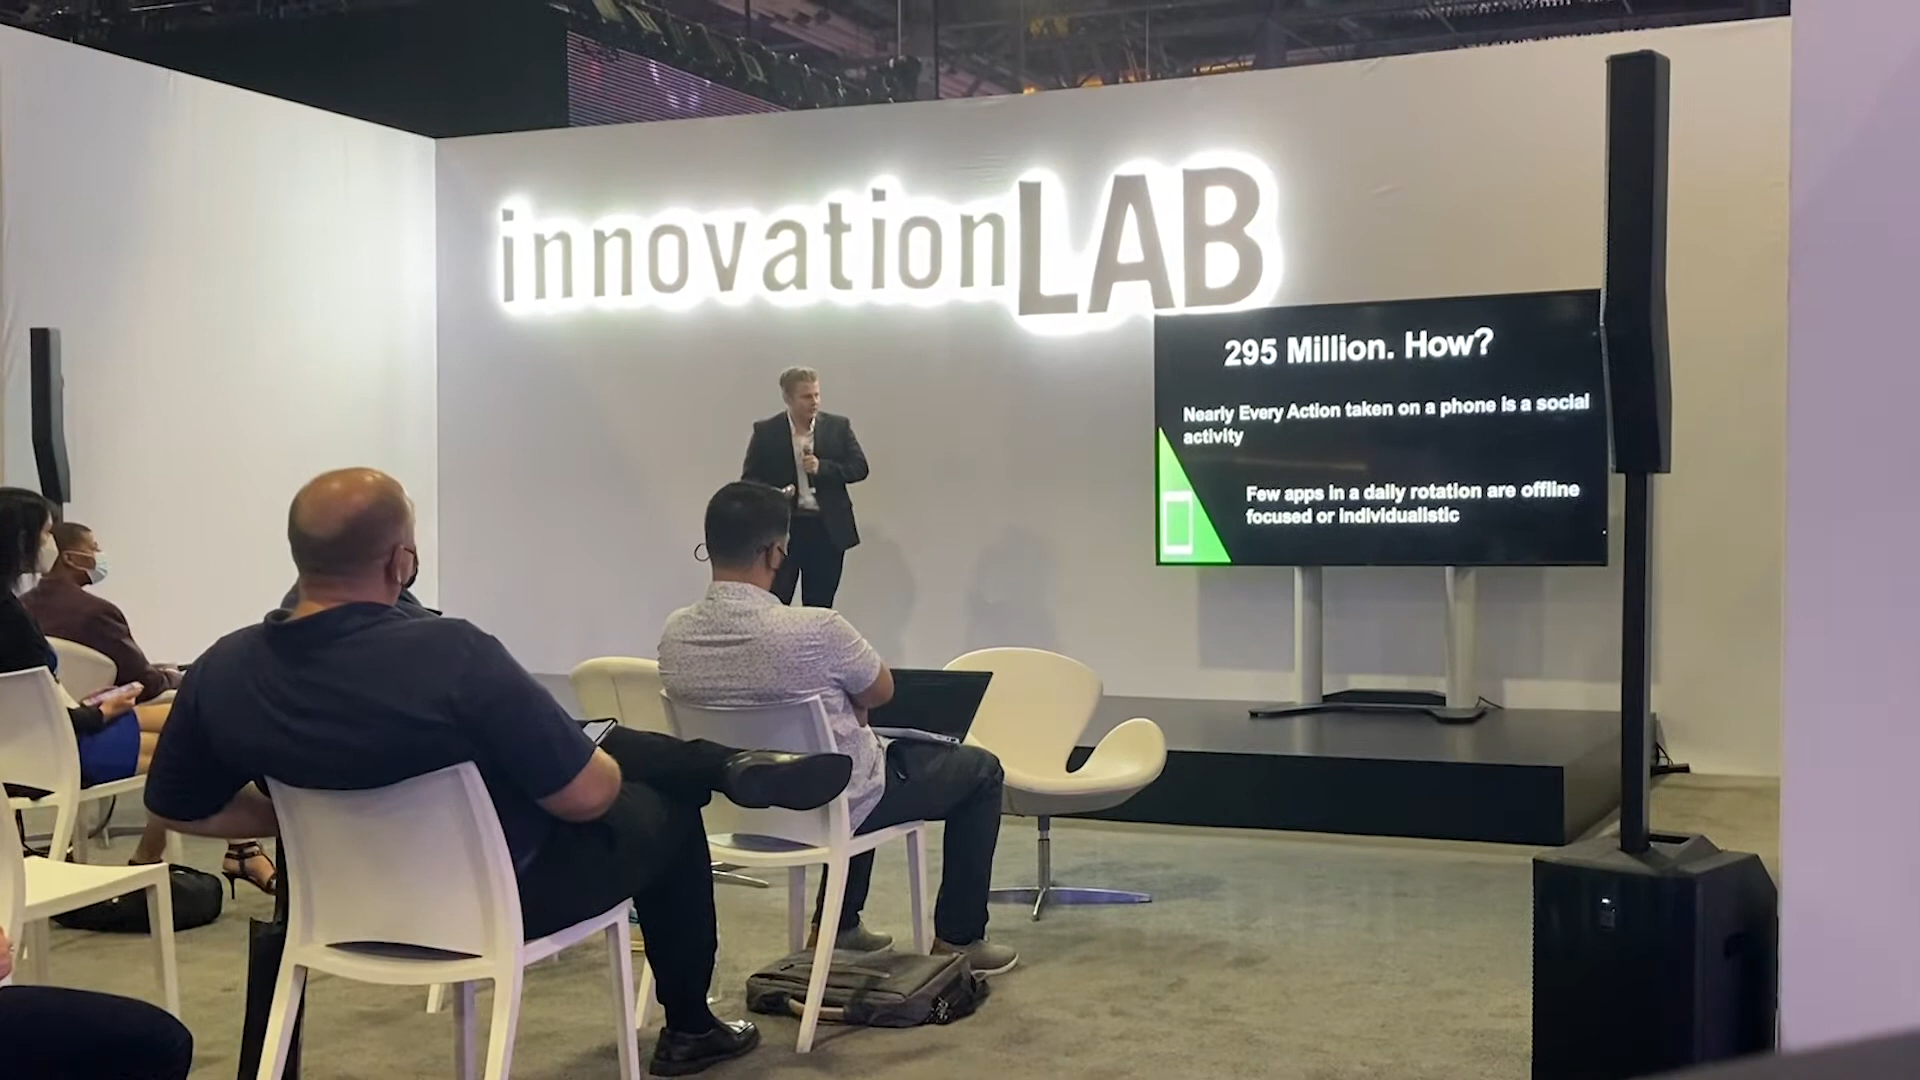 innovationLAB
295 Million. How?
Nearly Every Action taken on a phone is a social
activity
Few apps in a daily rotation are offline
focused or individualistic